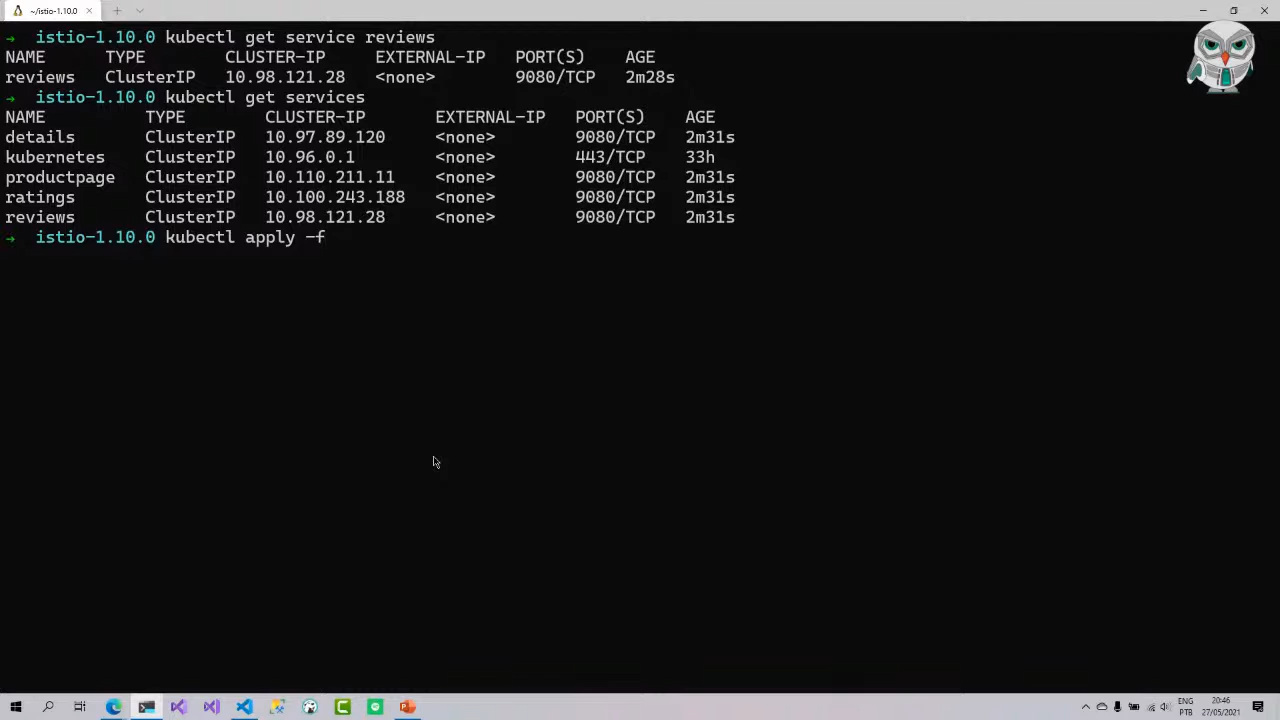 ~/istio-1.10.0
→ istio-1.10.0 kubectl get service reviews
NAME TYPE CLUSTER-IP EXTERNAL-IP PORT(S) AGE
reviews ClusterIP 10.98.121.28 <none> 9080/TCP 2m28s
→ istio-1.10.0 kubectl get services
NAME TYPE CLUSTER-IP EXTERNAL-IP PORT(S) AGE
details ClusterIP 10.97.89.120 <none> 9080/TCP 2m31s
kubernetes ClusterIP 10.96.0.1 <none> 443/TCP 33h
productpage ClusterIP 10.110.211.11 <none> 9080/TCP 2m31s
ratings ClusterIP 10.100.243.188 <none> 9080/TCP 2m31s
reviews ClusterIP 10.98.121.28 <none> 9080/TCP 2m31s
→ istio-1.10.0 kubectl apply -f
ENG 20:46
PTB 27/05/2021